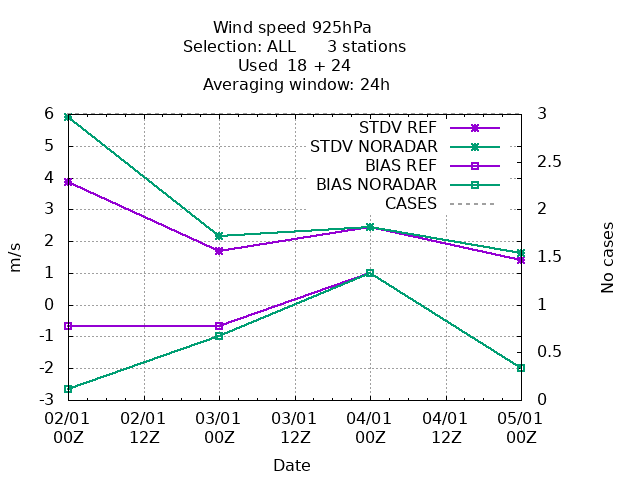 Wind speed 925hPa
Selection: ALL 3 stations
Used 18 + 24
Averaging window: 24h
6 3
STDV REF
STDV NORADAR
5 2.5
BIAS REF
4 BIAS NORADAR
CASES
3 2
2
1 1.5
0 1
-1
-2 0.5
-3 0
m/s
No cases
02/01 02/01 03/01 03/01 04/01 04/01 05/01
00Z 12Z 00Z 12Z 00Z 12Z 00Z
Date